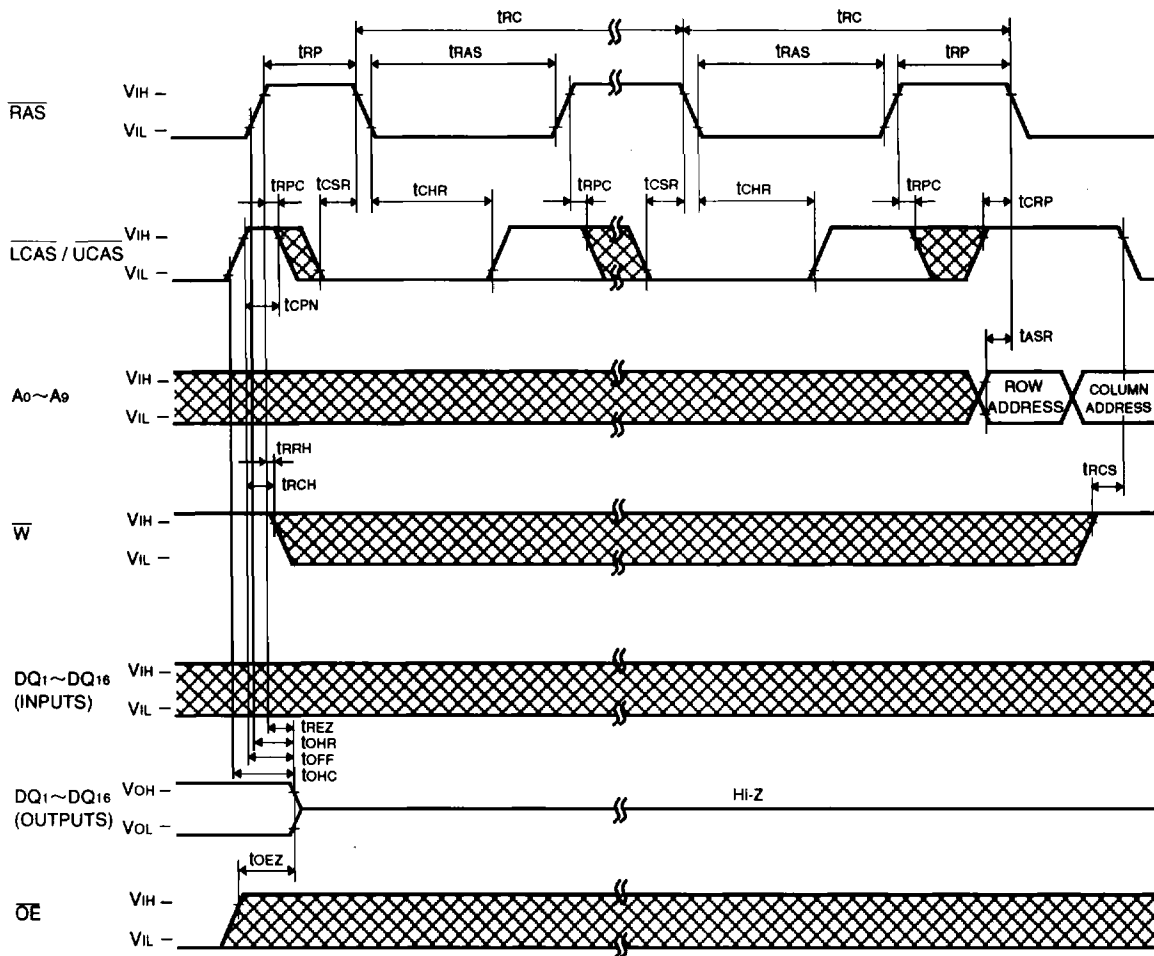 tRC tRC
tRP tRAS tRAS tRP
RAS
VIH
VIL
tRPC tCSR tCHR tRPC tCSR tCHR tRPC tCRP
LCAS / UCAS
VIH
VIL
tCPN
tASR
A0~A9
VIH
VIL
ROW
ADDRESS
COLUMN
ADDRESS
tRRH
tRCH
tRCS
W
VIH
VIL
DQ1~DQ16
(INPUTS)
VIH
VIL
tREZ
tOHR
tOFF
tOHC
DQ1~DQ16
(OUTPUTS)
VOH
VOL
Hi-Z
tOEZ
OE
VIH
VIL